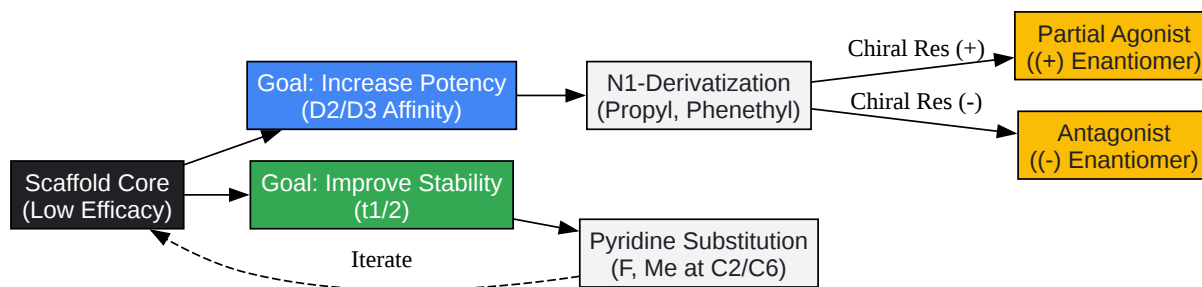 Scaffold Core
(Low Efficacy)
Goal: Increase Potency
(D2/D3 Affinity)
Goal: Improve Stability
(t1/2)
N1-Derivatization
(Propyl, Phenethyl)
Pyridine Substitution
(F, Me at C2/C6)
Iterate
Chiral Res (+)
Chiral Res (-)
Partial Agonist
((+) Enantiomer)
Antagonist
((-) Enantiomer)